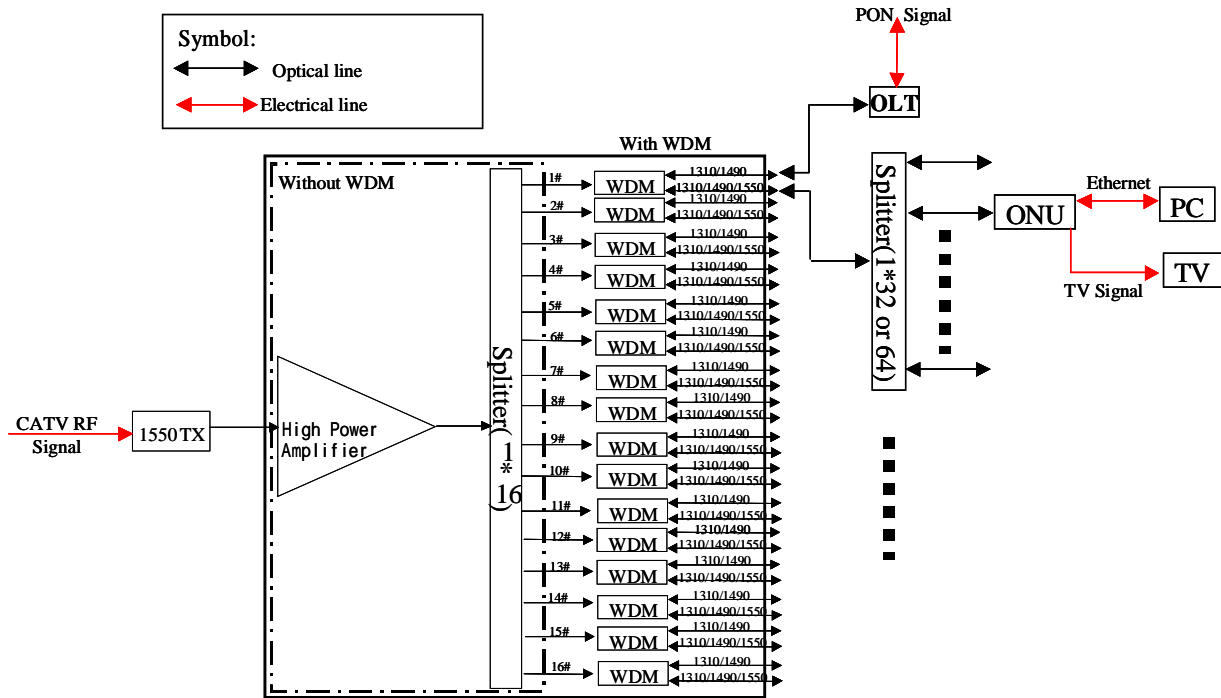 PON Signal
Symbol:
Optical line
Electrical line
OLT
With WDM
Without WDM
1#
WDM
1310/1490
1310/1490/1550
2#
WDM
1310/1490
1310/1490/1550
3#
WDM
1310/1490
1310/1490/1550
4#
WDM
1310/1490
1310/1490/1550
5#
WDM
1310/1490
1310/1490/1550
6#
WDM
1310/1490
1310/1490/1550
7#
WDM
1310/1490
1310/1490/1550
8#
WDM
1310/1490
1310/1490/1550
9#
WDM
1310/1490
1310/1490/1550
10#
WDM
1310/1490
1310/1490/1550
11#
WDM
1310/1490
1310/1490/1550
12#
WDM
1310/1490
1310/1490/1550
13#
WDM
1310/1490
1310/1490/1550
14#
WDM
1310/1490
1310/1490/1550
15#
WDM
1310/1490
1310/1490/1550
16#
WDM
1310/1490
1310/1490/1550
Splitter(1*16)
CATV RF
Signal
1550 TX
High Power
Amplifier
Splitter(1*32 or 64)
ONU
Ethernet
PC
TV Signal
TV